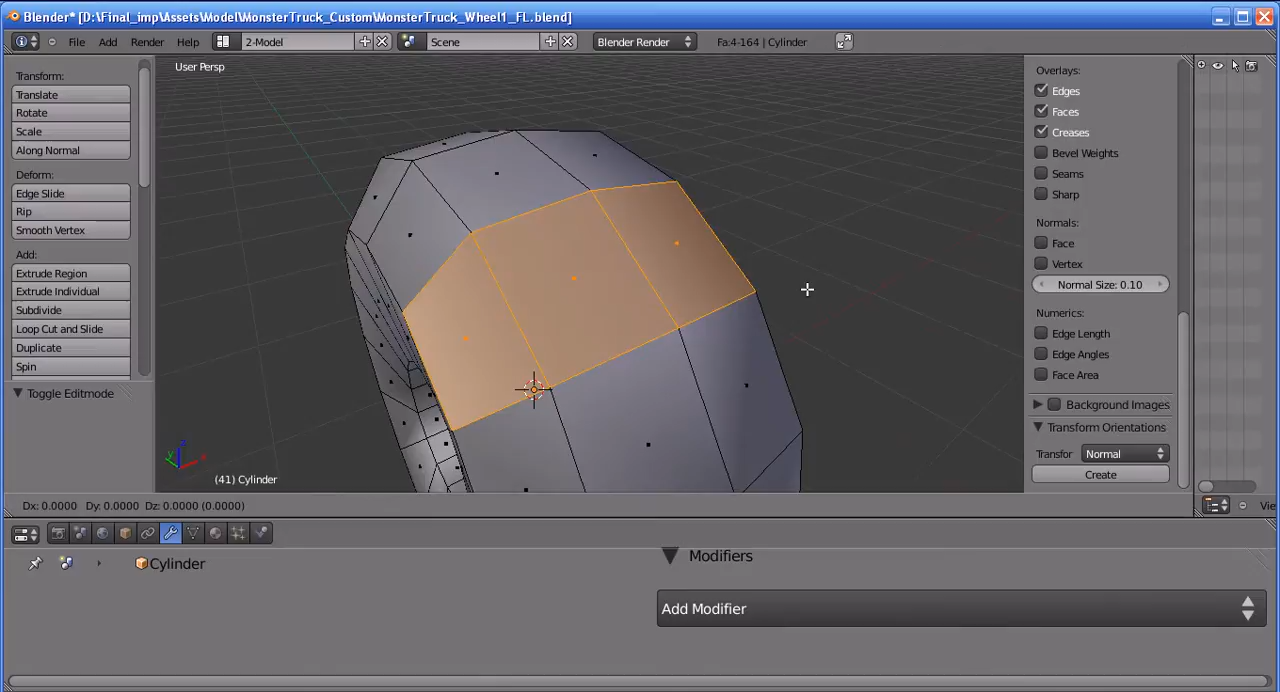 Blender* [D:\Final_imp\Assets\Model\MonsterTruck_Custom\MonsterTruck_Wheel1_FL.blend]
File Add Render Help 2-Model Scene Blender Render Fa:4-164 | Cylinder
User Persp
Transform:
Translate
Rotate
Scale
Along Normal
Deform:
Edge Slide
Rip
Smooth Vertex
Add:
Extrude Region
Extrude Individual
Subdivide
Loop Cut and Slide
Duplicate
Spin
Toggle Editmode
(41) Cylinder
Overlays:
Edges
Faces
Creases
Bevel Weights
Seams
Sharp
Normals:
Face
Vertex
Normal Size: 0.10
Numerics:
Edge Length
Edge Angles
Face Area
Background Images
Transform Orientations
Transfor Normal
Create
Dx: 0.0000 Dy: 0.0000 Dz: 0.0000 (0.0000)
Vie
Cylinder
Modifiers
Add Modifier